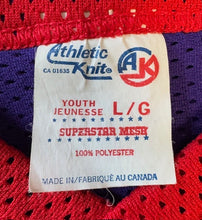 Athletic
Knit®
CA 01635
AK
YOUTH
JEUNESSE L/G
SUPERSTAR MESH
100% POLYESTER
MADE IN/FABRIQUÉ AU CANADA